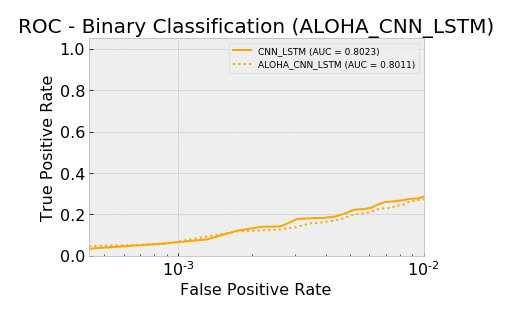 ROC - Binary Classification (ALOHA_CNN_LSTM)
CNN_LSTM (AUC = 0.8023)
ALOHA_CNN_LSTM (AUC = 0.8011)
True Positive Rate
1.0
0.8
0.6
0.4
0.2
0.0
10⁻³
10⁻²
False Positive Rate